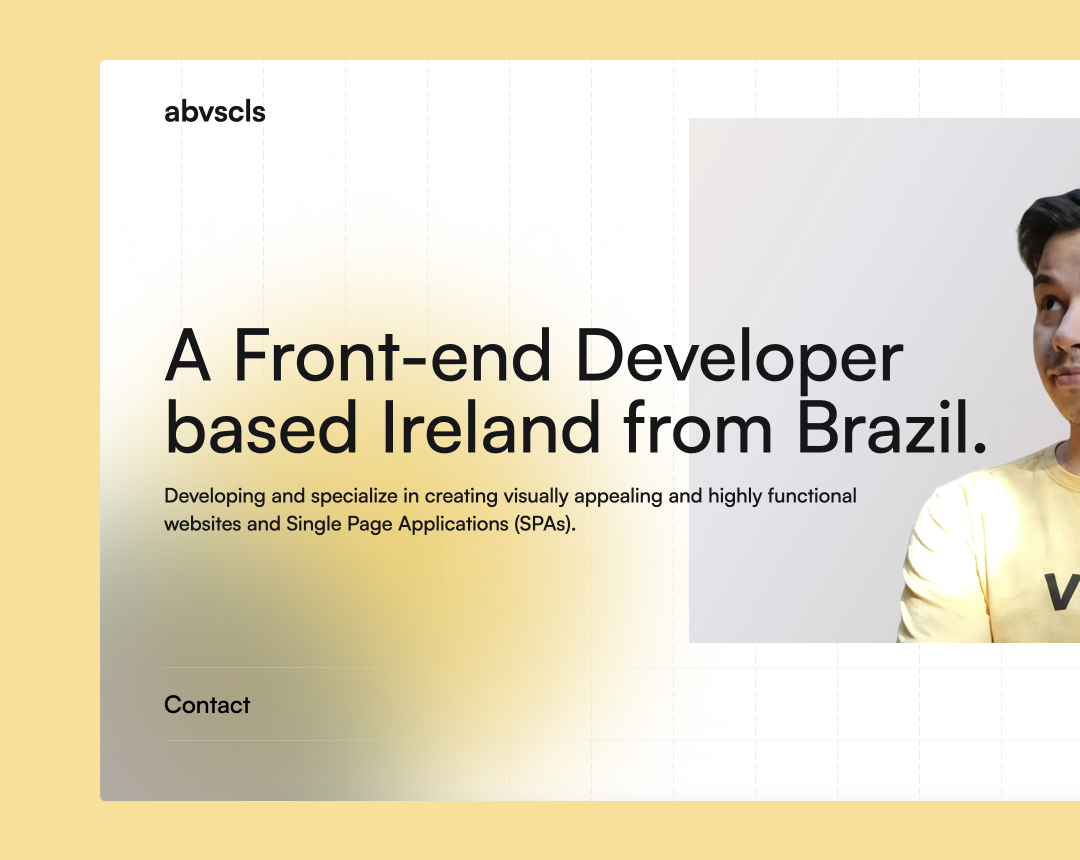 abvscls
A Front-end Developer
based Ireland from Brazil.
Developing and specialize in creating visually appealing and highly functional
websites and Single Page Applications (SPAs).
Contact